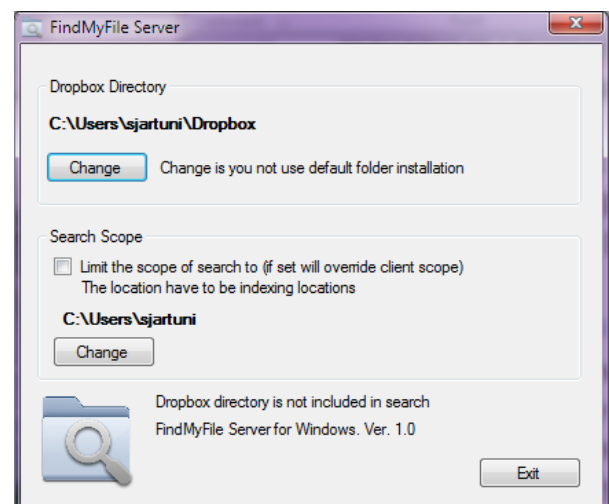 FindMyFile Server
Dropbox Directory
C:\Users\sjartuni\Dropbox
Change
Change is you not use default folder installation
Search Scope
Limit the scope of search to (if set will override client scope)
The location have to be indexing locations
C:\Users\sjartuni
Change
Dropbox directory is not included in search
FindMyFile Server for Windows. Ver. 1.0
Exit